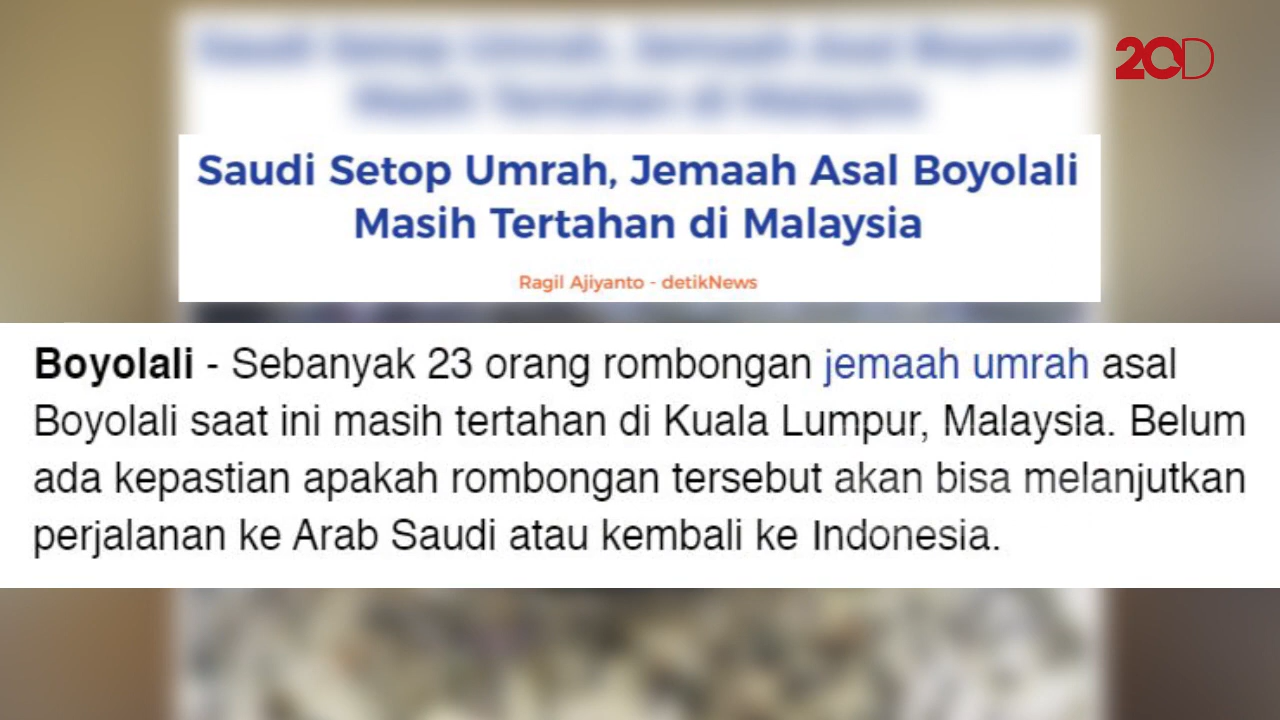 20D
Saudi Setop Umrah, Jemaah Asal Boyolali
Masih Tertahan di Malaysia
Ragil Ajiyanto - detikNews
Boyolali - Sebanyak 23 orang rombongan jemaah umrah asal
Boyolali saat ini masih tertahan di Kuala Lumpur, Malaysia. Belum
ada kepastian apakah rombongan tersebut akan bisa melanjutkan
perjalanan ke Arab Saudi atau kembali ke Indonesia.